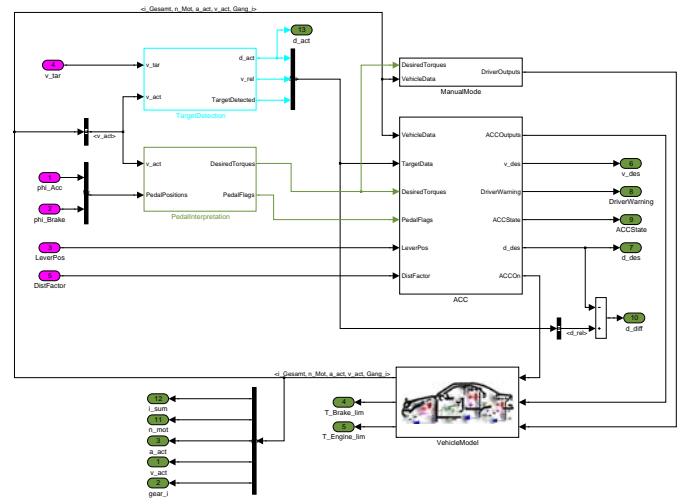 <i_Gesamt, n_Mot, a_act, v_act, Gang_i>
13
d_act
4
v_tar
v_tar
d_act
v_rel
v_act
TargetDetected
TargetDetection
DesiredTorques
VehicleData
DriverOutputs
ManualMode
<v_act>
1
phi_Acc
2
phi_Brake
v_act
DesiredTorques
PedalPositions
PedalFlags
PedalInterpretation
VehicleData
ACCOutputs
TargetData
v_des
DesiredTorques
DriverWarning
PedalFlags
ACCState
LeverPos
d_des
DistFactor
ACCOn
ACC
6
v_des
8
DriverWarning
9
ACCState
7
d_des
3
LeverPos
5
DistFactor
<d_rel>
-
+
10
d_diff
<i_Gesamt, n_Mot, a_act, v_act, Gang_i>
12
i_sum
11
n_mot
3
a_act
1
v_act
2
gear_i
4
T_Brake_lim
5
T_Engine_lim
VehicleModel